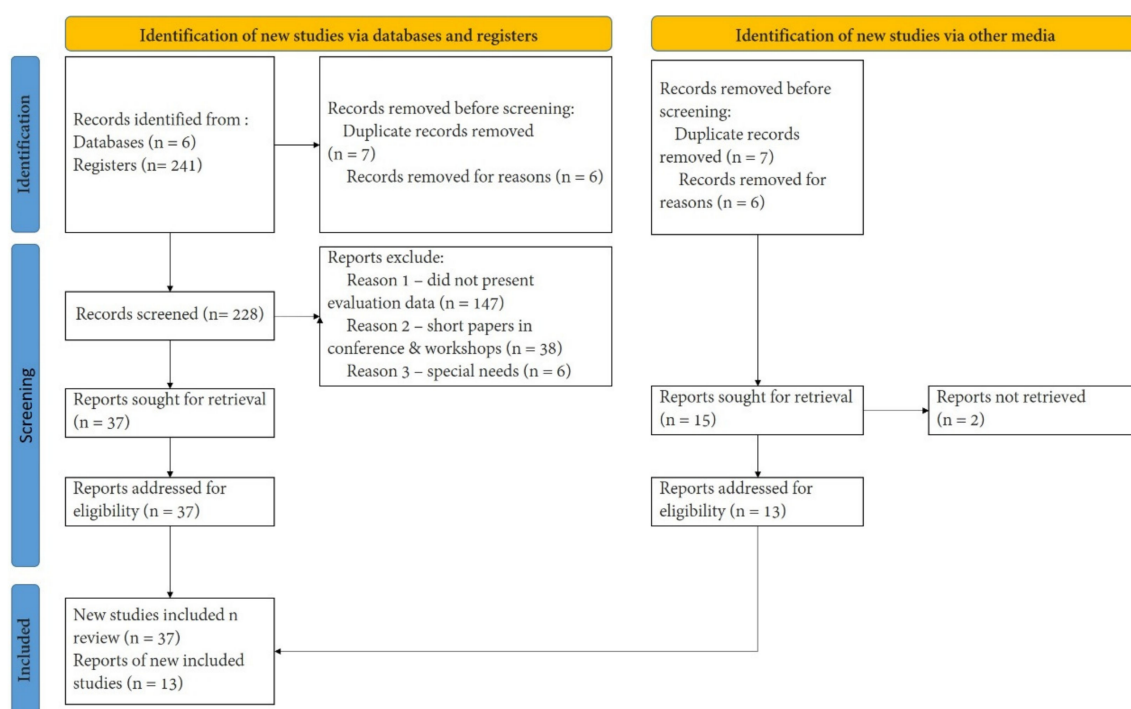 Identification of new studies via databases and registers
Identification of new studies via other media
Identification
Records identified from :
Databases (n = 6)
Registers (n= 241)
Records removed before screening:
Duplicate records removed
(n = 7)
Records removed for reasons (n = 6)
Records removed before
screening:
Duplicate records
removed (n = 7)
Records removed for
reasons (n = 6)
Screening
Records screened (n= 228)
Reports exclude:
Reason 1 – did not present
evaluation data (n = 147)
Reason 2 – short papers in
conference & workshops (n = 38)
Reason 3 – special needs (n = 6)
Reports sought for retrieval
(n = 37)
Reports sought for retrieval
(n = 15)
Reports not retrieved
(n = 2)
Reports addressed for
eligibility (n = 37)
Reports addressed for
eligibility (n = 13)
Included
New studies included n
review (n = 37)
Reports of new included
studies (n = 13)